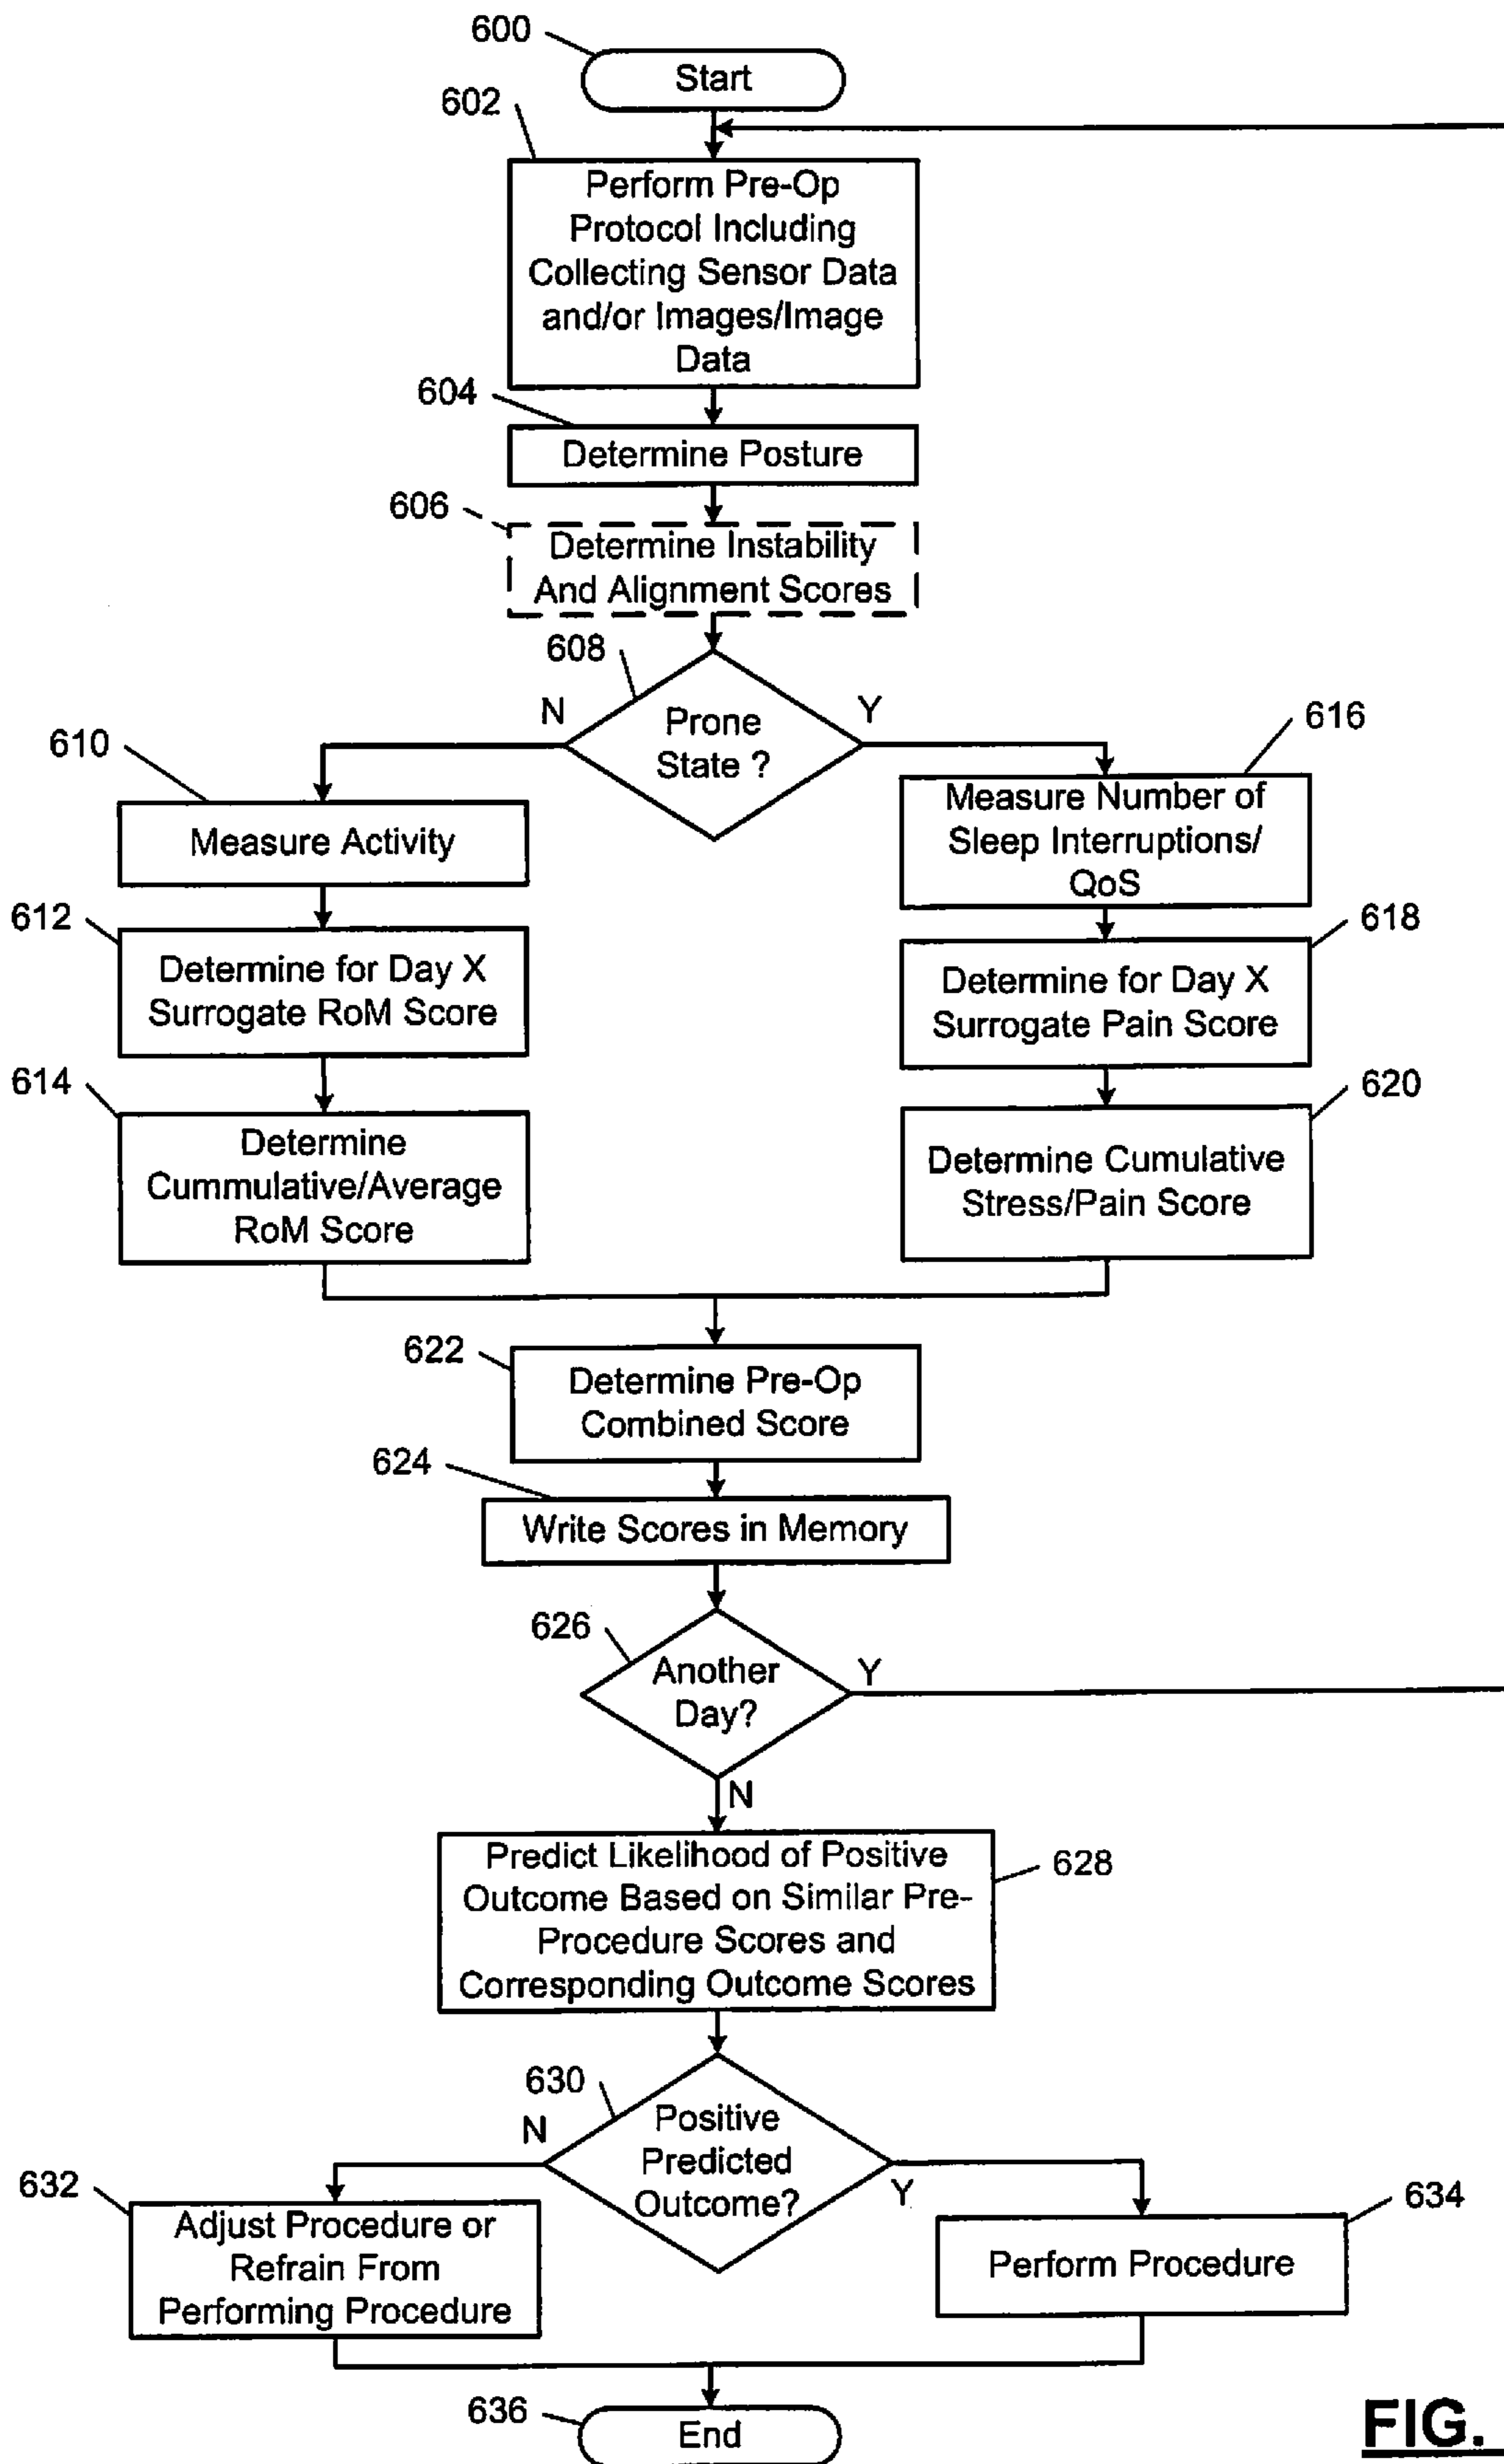 600
Start
602
Perform Pre-Op
Protocol Including
Collecting Sensor Data
and/or Images/Image
Data
604
Determine Posture
606
Determine Instability
And Alignment Scores
608
N
Y
Prone
State ?
610
Measure Activity
616
Measure Number of
Sleep Interruptions/
QoS
612
Determine for Day X
Surrogate RoM Score
618
Determine for Day X
Surrogate Pain Score
614
Determine
Cummulative/Average
RoM Score
620
Determine Cumulative
Stress/Pain Score
622
Determine Pre-Op
Combined Score
624
Write Scores in Memory
626
Another
Day?
Y
N
628
Predict Likelihood of Positive
Outcome Based on Similar Pre-
Procedure Scores and
Corresponding Outcome Scores
630
N
Positive
Predicted
Outcome?
Y
632
Adjust Procedure or
Refrain From
Performing Procedure
634
Perform Procedure
636
End
FIG.